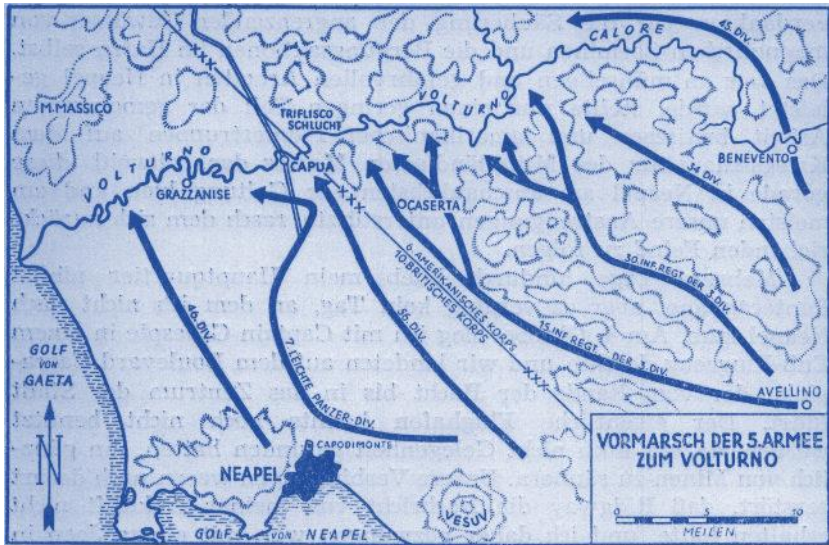 45. DIV.
CALORE
XXX
M. MASSICO
TRIFLISCO
SCHLUCHT
VOLTURNO
VOLTURNO
BENEVENTO
CAPUA
34. DIV.
GRAZZANISE
XXX
CASERTA
6. AMERIKANISCHES KORPS
10. BRITISCHES KORPS
30. INF. REGT. DER 3. DIV.
46. DIV.
7. LEICHTE PANZER-DIV.
56. DIV.
15. INF. REGT. DER 3. DIV.
XXX
GOLF
VON
GAETA
AVELLINO
N
CAPODIMONTE
NEAPEL
VORMARSCH DER 5. ARMEE
ZUM VOLTURNO
VESUV
0 5 10
MEILEN
GOLF VON NEAPEL